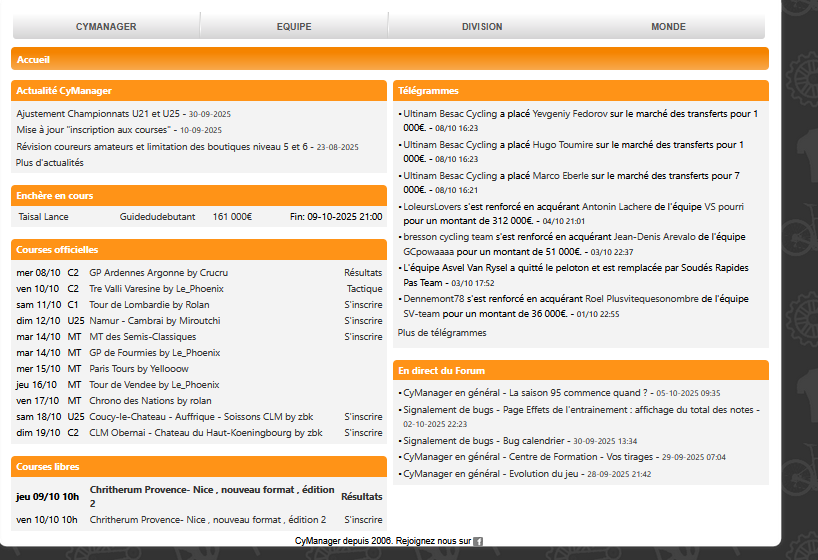 CYMANAGER EQUIPE DIVISION MONDE
Accueil
Actualité CyManager
Ajustement Championnats U21 et U25 - 30-09-2025
Mise à jour "inscription aux courses" - 10-09-2025
Révision coureurs amateurs et limitation des boutiques niveau 5 et 6 - 23-08-2025
Plus d'actualités
Enchère en cours
Taisal Lance Guidedudebutant 161 000€ Fin: 09-10-2025 21:00
Courses officielles
mer 08/10 C2 GP Ardennes Argonne by Crucru Résultats
ven 10/10 C2 Tre Valli Varesine by Le_Phoenix Tactique
sam 11/10 C1 Tour de Lombardie by Rolan S'inscrire
dim 12/10 U25 Namur - Cambrai by Miroutchi S'inscrire
mar 14/10 MT MT des Semis-Classiques S'inscrire
mar 14/10 MT GP de Fourmies by Le_Phoenix
mer 15/10 MT Paris Tours by Yellooow
jeu 16/10 MT Tour de Vendee by Le_Phoenix
ven 17/10 MT Chrono des Nations by rolan
sam 18/10 U25 Coucy-le-Chateau - Auffrique - Soissons CLM by zbk S'inscrire
dim 19/10 C2 CLM Obernai - Chateau du Haut-Koeningbourg by zbk S'inscrire
Courses libres
jeu 09/10 10h Chritherum Provence- Nice , nouveau format , édition
2 Résultats
ven 10/10 10h Chritherum Provence- Nice , nouveau format , édition 2 S'inscrire
Télégrammes
• Ultinam Besac Cycling a placé Yevgeniy Fedorov sur le marché des transferts pour 1
000€. - 08/10 16:23
• Ultinam Besac Cycling a placé Hugo Toumire sur le marché des transferts pour 1
000€. - 08/10 16:23
• Ultinam Besac Cycling a placé Marco Eberle sur le marché des transferts pour 7
000€. - 08/10 16:21
• LoleursLovers s'est renforcé en acquérant Antonin Lachere de l'équipe VS pourri
pour un montant de 312 000€. - 04/10 21:01
• bresson cycling team s'est renforcé en acquérant Jean-Denis Arevalo de l'équipe
GCpowaaaa pour un montant de 51 000€. - 03/10 22:37
• L'équipe Asvel Van Rysel a quitté le peloton et est remplacée par Soudés Rapides
Pas Team - 03/10 17:52
• Dennemont78 s'est renforcé en acquérant Roel Plusvitequesonombre de l'équipe
SV-team pour un montant de 36 000€. - 01/10 22:55
Plus de télégrammes
En direct du Forum
• CyManager en général - La saison 95 commence quand ? - 05-10-2025 09:35
• Signalement de bugs - Page Effets de l'entrainement : affichage du total des notes -
02-10-2025 22:23
• Signalement de bugs - Bug calendrier - 30-09-2025 13:34
• CyManager en général - Centre de Formation - Vos tirages - 29-09-2025 07:04
• CyManager en général - Evolution du jeu - 28-09-2025 21:42
CyManager depuis 2006. Rejoignez nous sur f